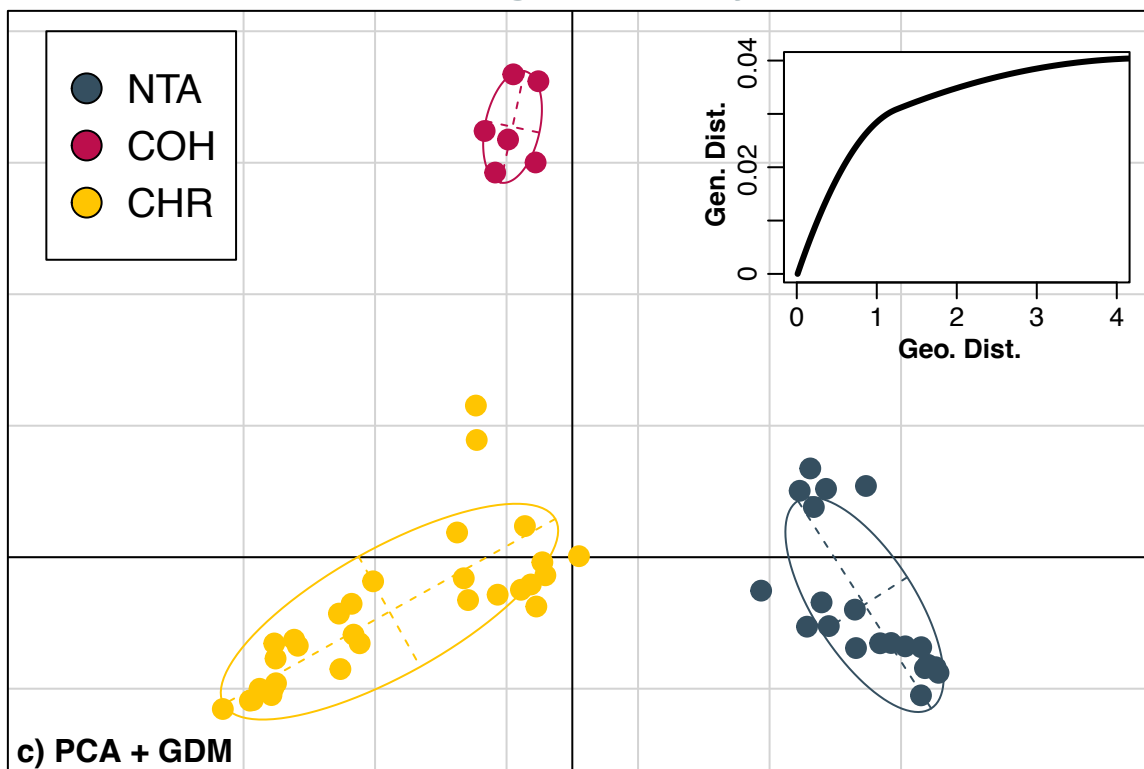 NTA
COH
CHR
Gen. Dist.
0.04
0.02
0
0 1 2 3 4
Geo. Dist.
c) PCA + GDM